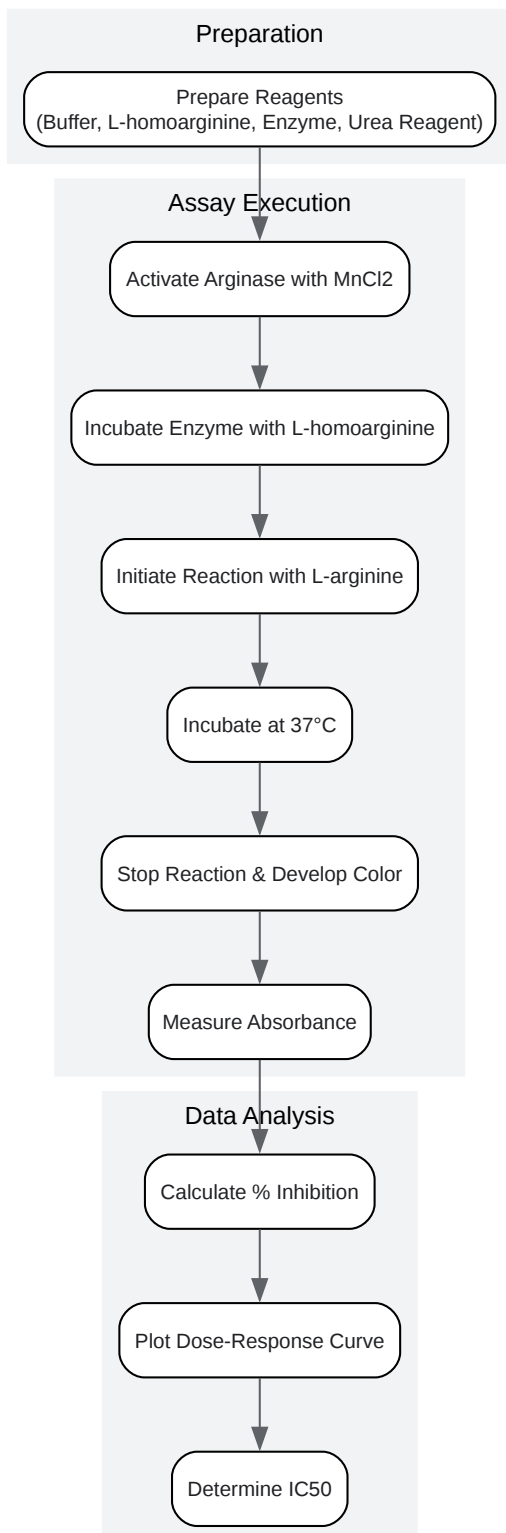 Preparation
Prepare Reagents
(Buffer, L-homoarginine, Enzyme, Urea Reagent)
Assay Execution
Activate Arginase with MnCl2
Incubate Enzyme with L-homoarginine
Initiate Reaction with L-arginine
Incubate at 37°C
Stop Reaction & Develop Color
Measure Absorbance
Data Analysis
Calculate % Inhibition
Plot Dose-Response Curve
Determine IC50